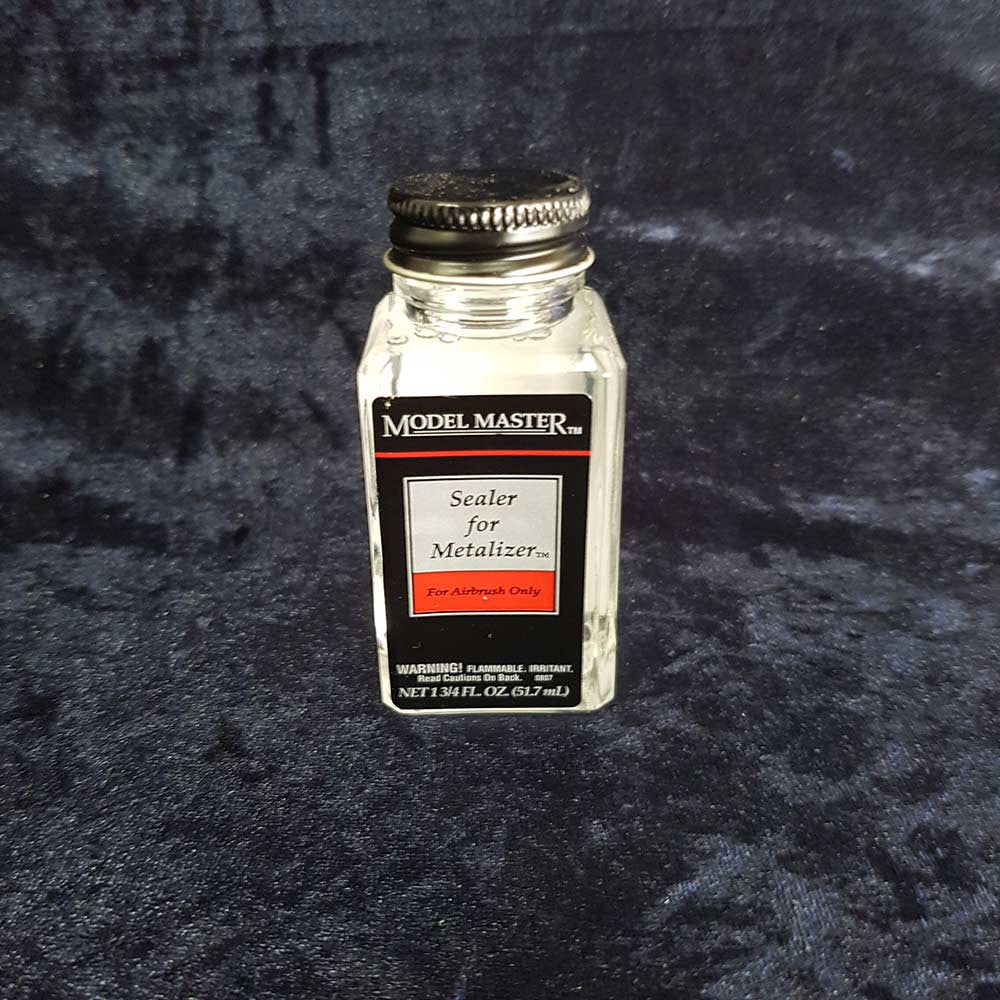 MODEL MASTER™
Sealer
for
Metalizer™
For Airbrush Only
WARNING! FLAMMABLE. IRRITANT.
Read Cautions On Back. 0807
NET 1 3/4 FL. OZ. (51.7 mL)